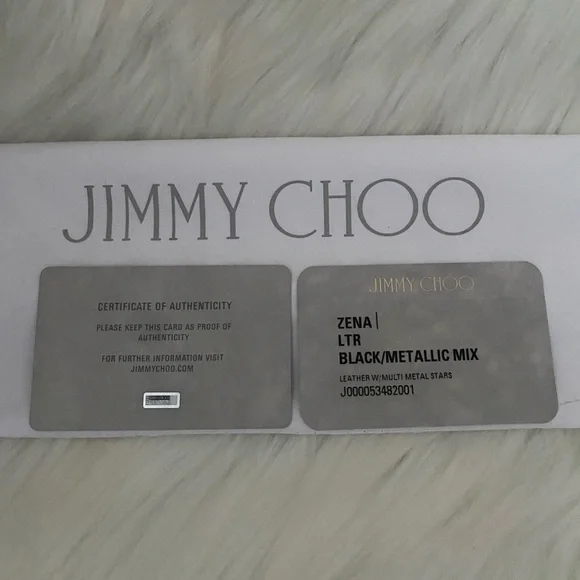 JIMMY CHOO
CERTIFICATE OF AUTHENTICITY
PLEASE KEEP THIS CARD AS PROOF OF
AUTHENTICITY
FOR FURTHER INFORMATION VISIT
JIMMYCHOO.COM
JIMMY CHOO
ZENA |
LTR
BLACK/METALLIC MIX
LEATHER W/MULTI METAL STARS
J000053482001